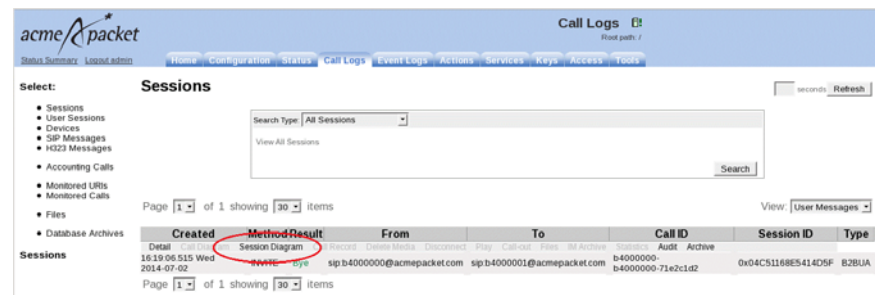 acme packet
Call Logs
Root path: /
Status Summary Logout admin
Home Configuration Status Call Logs Event Logs Actions Services Keys Access Tools
Select:
Sessions
User Sessions
Devices
SIP Messages
H323 Messages
Accounting Calls
Monitored URIs
Monitored Calls
Files
Database Archives
Sessions
Sessions
seconds Refresh
Search Type: All Sessions
View All Sessions
Search
Page 1 of 1 showing 30 items
View: User Messages
Created Method Result From To Call ID Session ID Type
Detail Call Diagram Session Diagram Call Record Delete Media Disconnect Play Call-out Files IM Archive Statistics Audit Archive
16:19:06.515 Wed
2014-07-02
INVITE Bye sip:b4000000@acmepacket.com sip:b4000001@acmepacket.com
b4000000-
b4000000-71e2c1d2
0x04C51168E5414D5F B2BUA
Page 1 of 1 showing 30 items